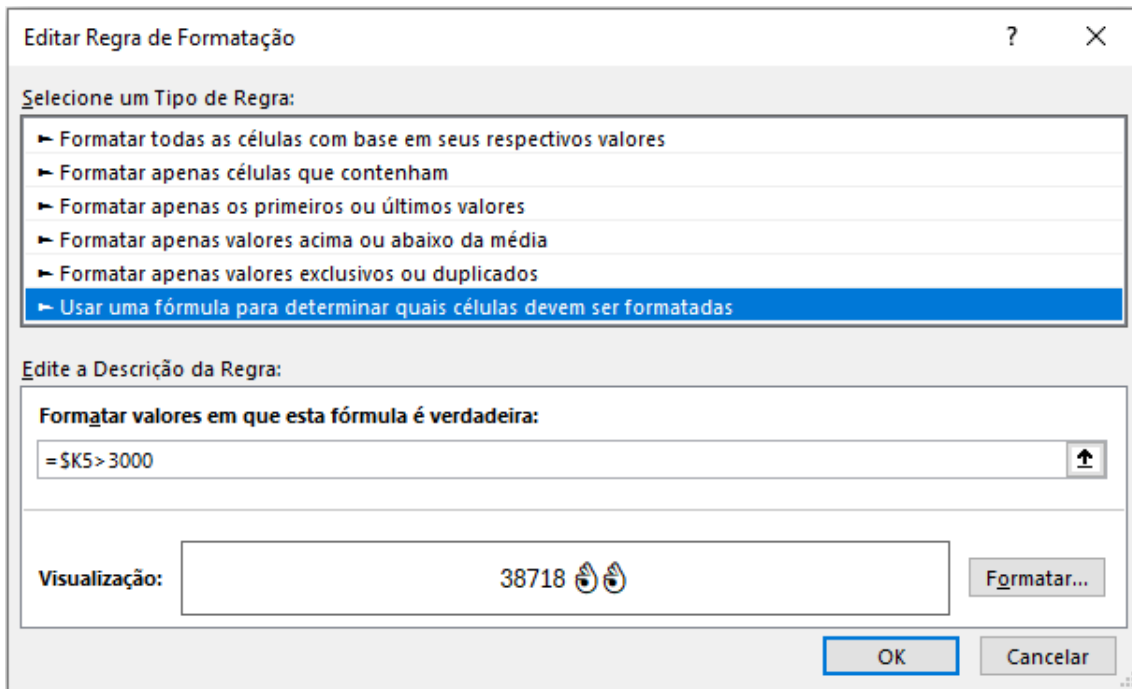 Editar Regra de Formatação ?
Selecione um Tipo de Regra:
► Formatar todas as células com base em seus respectivos valores
► Formatar apenas células que contenham
► Formatar apenas os primeiros ou últimos valores
► Formatar apenas valores acima ou abaixo da média
► Formatar apenas valores exclusivos ou duplicados
► Usar uma fórmula para determinar quais células devem ser formatadas
Edite a Descrição da Regra:
Formatar valores em que esta fórmula é verdadeira:
=$K5>3000
Visualização: 38718 👌👌 Formatar...
OK Cancelar